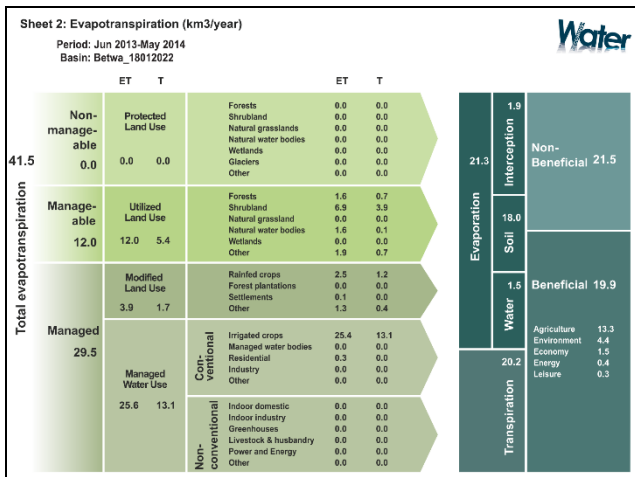 Sheet 2: Evapotranspiration (km3/year)
Water
Period: Jun 2013-May 2014
Basin: Betwa_18012022
ET T ET T
Total evapotranspiration
41.5
Non-
manage-
able
0.0
Protected
Land Use
0.0 0.0
Forests 0.0 0.0
Shrubland 0.0 0.0
Natural grasslands 0.0 0.0
Natural water bodies 0.0 0.0
Wetlands 0.0 0.0
Glaciers 0.0 0.0
Other 0.0 0.0
Manage-
able
12.0
Utilized
Land Use
12.0 5.4
Forests 1.6 0.7
Shrubland 6.9 3.9
Natural grassland 0.0 0.0
Natural water bodies 1.6 0.1
Wetlands 0.0 0.0
Other 1.9 0.7
Managed
29.5
Modified
Land Use
3.9 1.7
Rainfed crops 2.5 1.2
Forest plantations 0.0 0.0
Settlements 0.1 0.0
Other 1.3 0.4
Managed
Water Use
25.6 13.1
Con-
ventional
Irrigated crops 25.4 13.1
Managed water bodies 0.0 0.0
Residential 0.3 0.0
Industry 0.0 0.0
Other 0.0 0.0
Non-
conventional
Indoor domestic 0.0 0.0
Indoor industry 0.0 0.0
Greenhouses 0.0 0.0
Livestock & husbandry 0.0 0.0
Power and Energy 0.0 0.0
Other 0.0 0.0
21.3
Evaporation
1.9
Interception
18.0
Soil
1.5
Water
20.2
Transpiration
Non-
Beneficial 21.5
Beneficial 19.9
Agriculture 13.3
Environment 4.4
Economy 1.5
Energy 0.4
Leisure 0.3